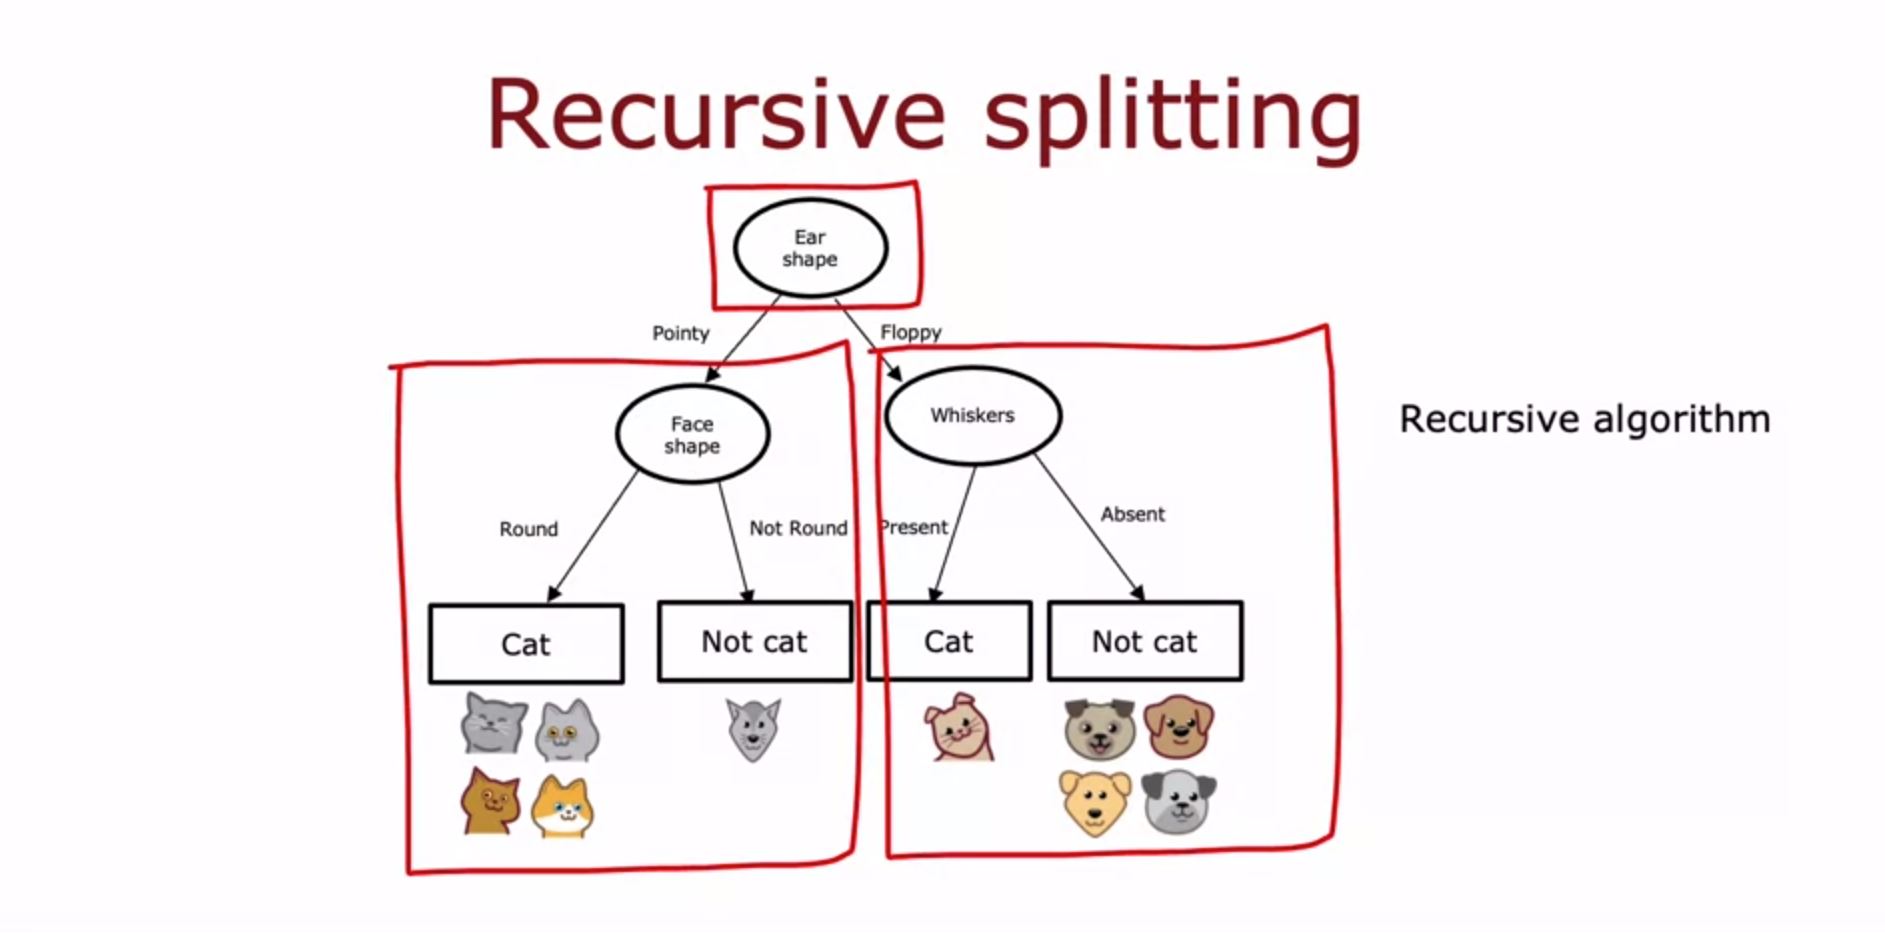 Recursive splitting
Ear
shape
Pointy
Floppy
Face
shape
Whiskers
Recursive algorithm
Round
Not Round
Present
Absent
Cat
Not cat
Cat
Not cat